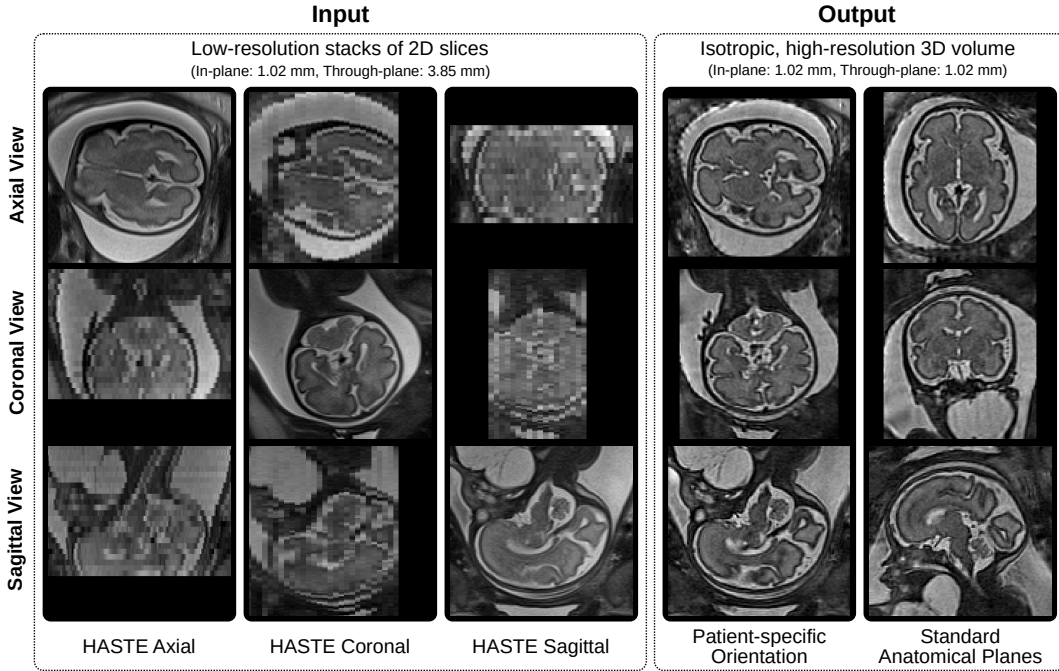 Input
Output
Low-resolution stacks of 2D slices
(In-plane: 1.02 mm, Through-plane: 3.85 mm)
Isotropic, high-resolution 3D volume
(In-plane: 1.02 mm, Through-plane: 1.02 mm)
Axial View
Coronal View
Sagittal View
HASTE Axial
HASTE Coronal
HASTE Sagittal
Patient-specific
Orientation
Standard
Anatomical Planes